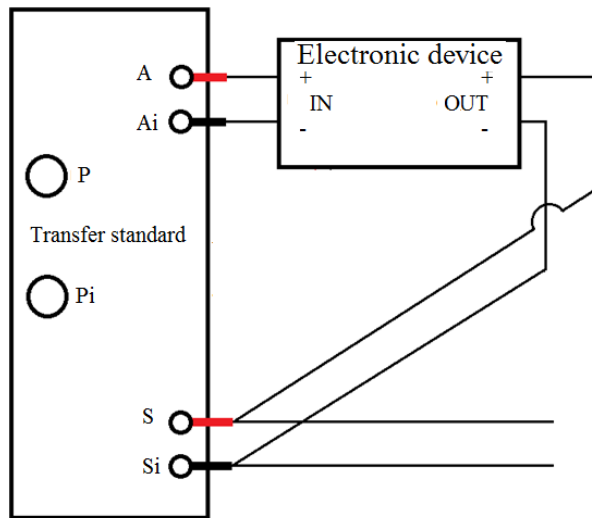 Electronic device
A + +
IN OUT
Ai - -
P
Transfer standard
Pi
S
Si